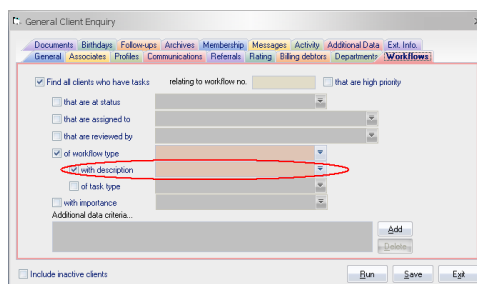 General Client Enquiry
Documents Birthdays Follow-ups Archives Membership Messages Activity Additional Data Ext. Info.
General Associates Profiles Communications Referrals Rating Billing debtors Departments Workflows
Find all clients who have tasks relating to workflow no. that are high priority
that are at status
that are assigned to
that are reviewed by
of workflow type
with description
of task type
with importance
Additional data criteria...
Add
Delete
Include inactive clients Run Save Exit